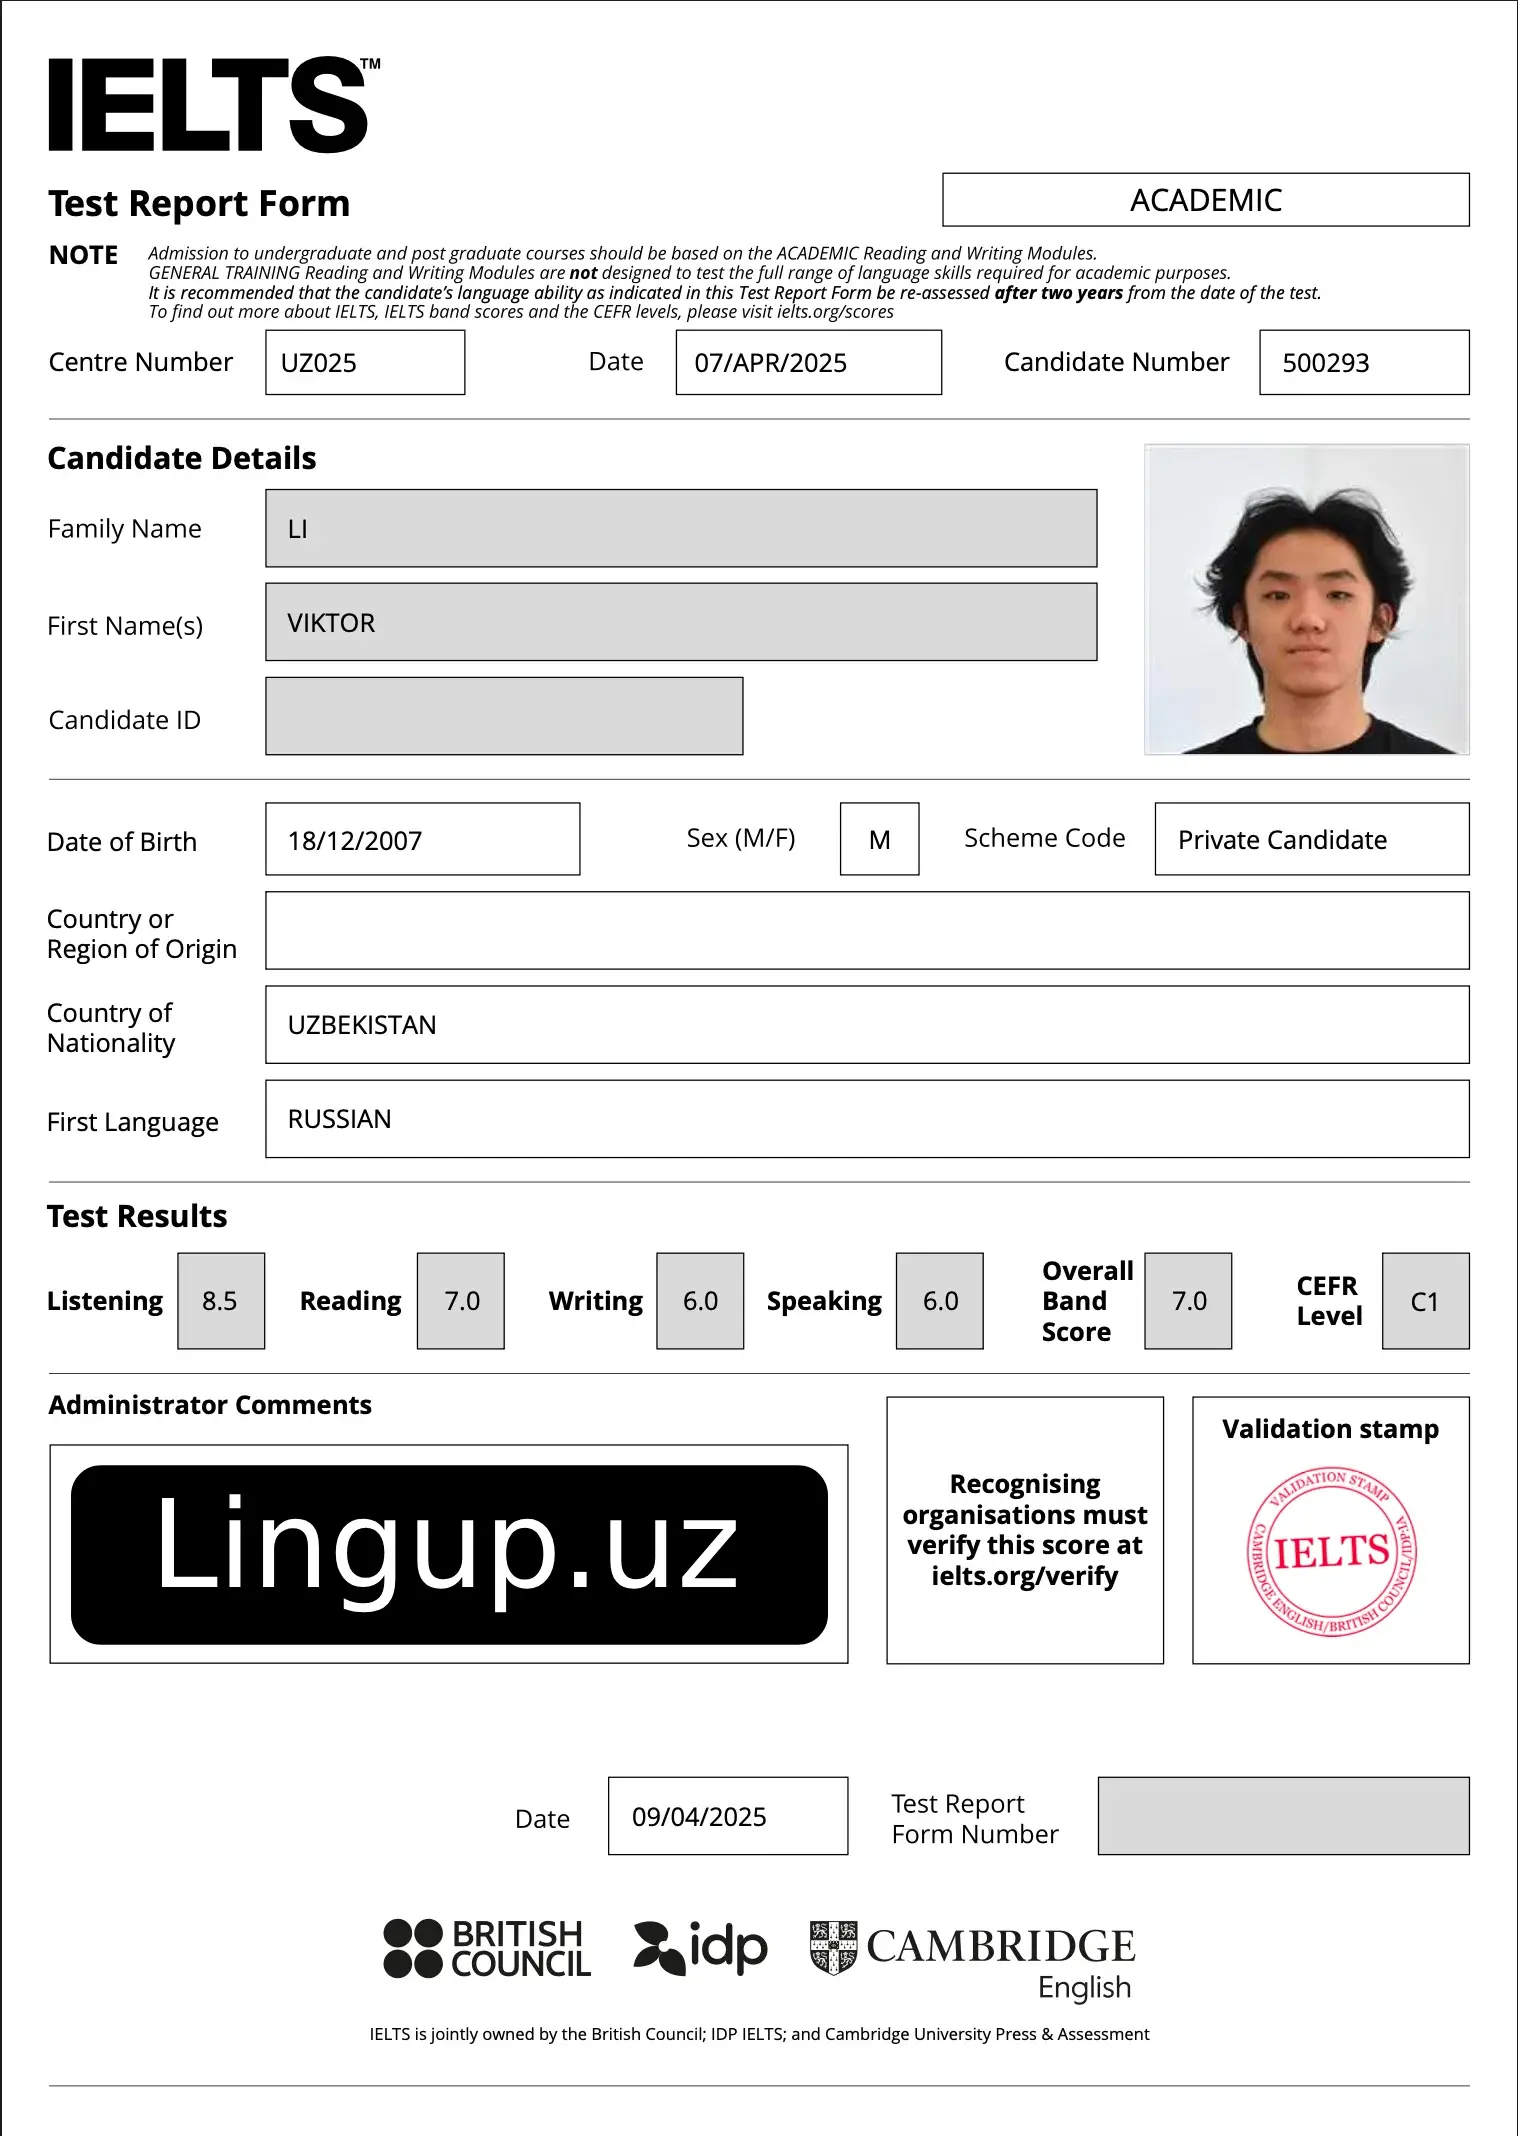 IELTS™
Test Report Form
ACADEMIC
NOTE
Admission to undergraduate and post graduate courses should be based on the ACADEMIC Reading and Writing Modules.
GENERAL TRAINING Reading and Writing Modules are not designed to test the full range of language skills required for academic purposes.
It is recommended that the candidate's language ability as indicated in this Test Report Form be re-assessed after two years from the date of the test.
To find out more about IELTS, IELTS band scores and the CEFR levels, please visit ielts.org/scores
Centre Number UZ025 Date 07/APR/2025 Candidate Number 500293
Candidate Details
Family Name LI
First Name(s) VIKTOR
Candidate ID
Date of Birth 18/12/2007 Sex (M/F) M Scheme Code Private Candidate
Country or
Region of Origin
Country of
Nationality
UZBEKISTAN
First Language RUSSIAN
Test Results
Listening 8.5 Reading 7.0 Writing 6.0 Speaking 6.0
Overall
Band
Score
7.0
CEFR
Level
C1
Administrator Comments
Lingup.uz
Recognising
organisations must
verify this score at
ielts.org/verify
Validation stamp
VALIDATION STAMP
IELTS
CAMBRIDGE ENGLISH/BRITISH COUNCIL/IDP:IA
Date 09/04/2025
Test Report
Form Number
BRITISH
COUNCIL
idp
CAMBRIDGE
English
IELTS is jointly owned by the British Council; IDP IELTS; and Cambridge University Press & Assessment